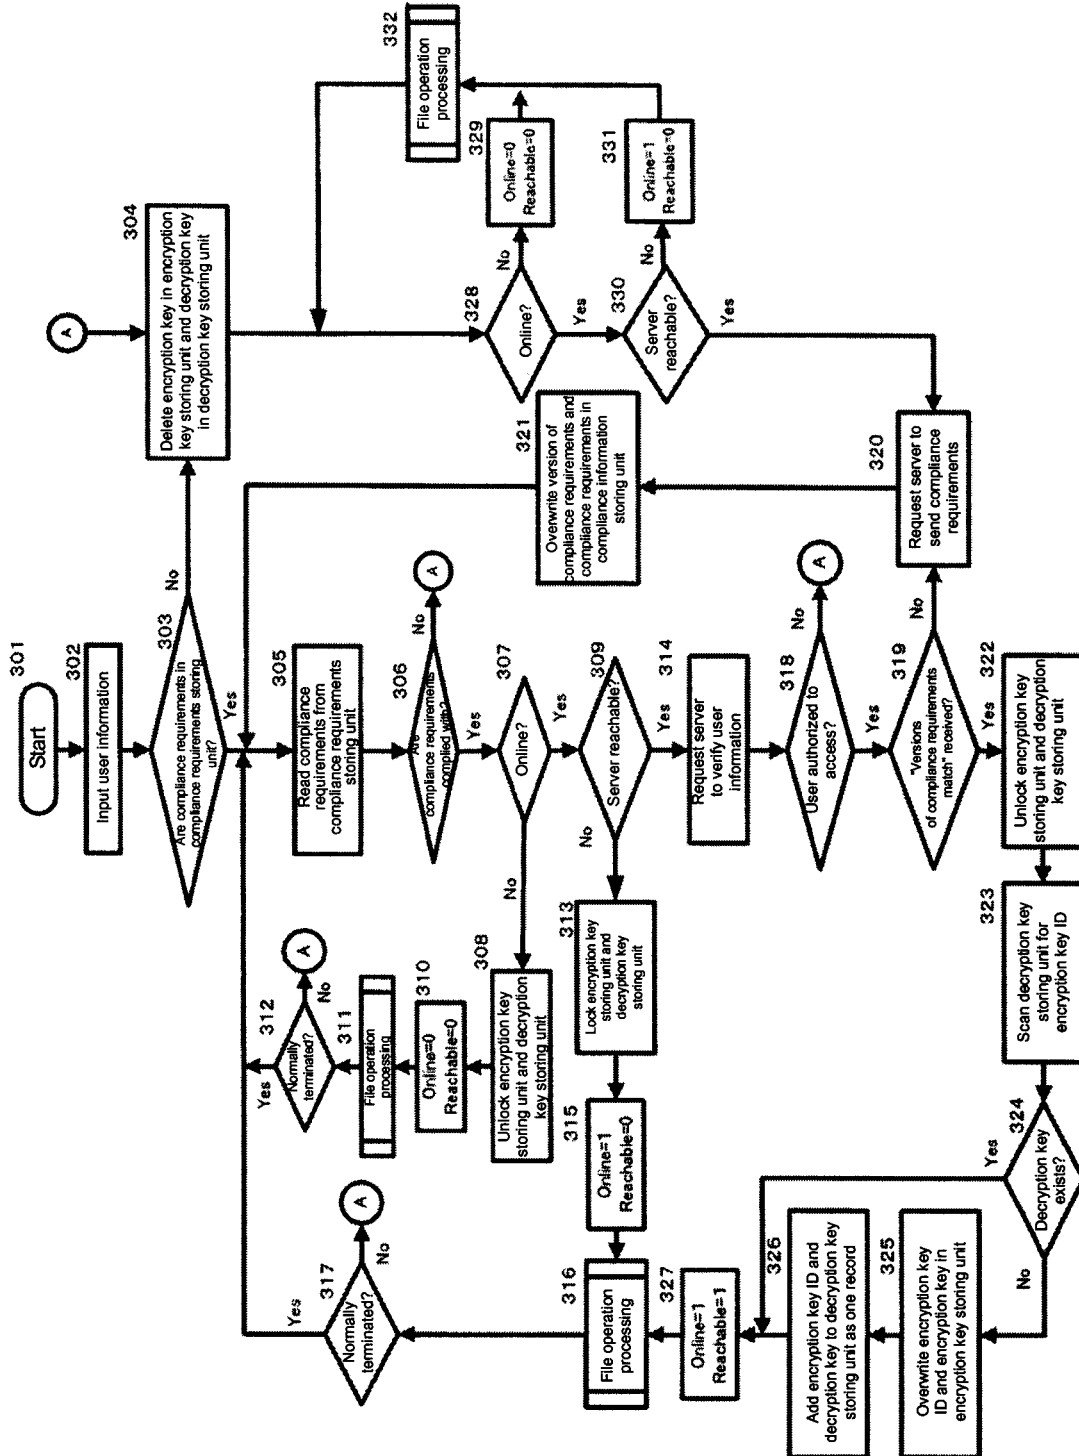 301
Start
302
Input user information
303
Are compliance requirements in
compliance requirements storing
unit?
No
Yes
A
304
Delete encryption key in encryption
key storing unit and decryption key
in decryption key storing unit
305
Read compliance
requirements from
compliance requirements
storing unit
306
Are
compliance requirements
complied with?
No
A
Yes
307
Online?
No
Yes
308
Unlock encryption key
storing unit and decryption
key storing unit
310
Online=0
Reachable=0
311
File operation
processing
312
Normally
terminated?
Yes
No
A
309
Server reachable?
No
Yes
313
Lock encryption key
storing unit and
decryption key
storing unit
315
Online=1
Reachable=0
316
File operation
processing
317
Normally
terminated?
Yes
No
A
314
Request server
to verify user
information
318
User authorized to
access?
No
A
Yes
319
"Versions
of compliance requirements
match" received?
No
Yes
320
Request server to
send compliance
requirements
321
Overwrite version of
compliance requirements and
compliance requirements in
compliance information
storing unit
322
Unlock encryption key
storing unit and decryption
key storing unit
323
Scan decryption key
storing unit for
encryption key ID
324
Decryption key
exists?
Yes
No
325
Overwrite encryption key
ID and encryption key in
encryption key storing unit
326
Add encryption key ID and
decryption key to decryption key
storing unit as one record
327
Online=1
Reachable=1
328
Online?
No
Yes
329
Online=0
Reachable=0
330
Server
reachable?
No
Yes
331
Online=1
Reachable=0
332
File operation
processing